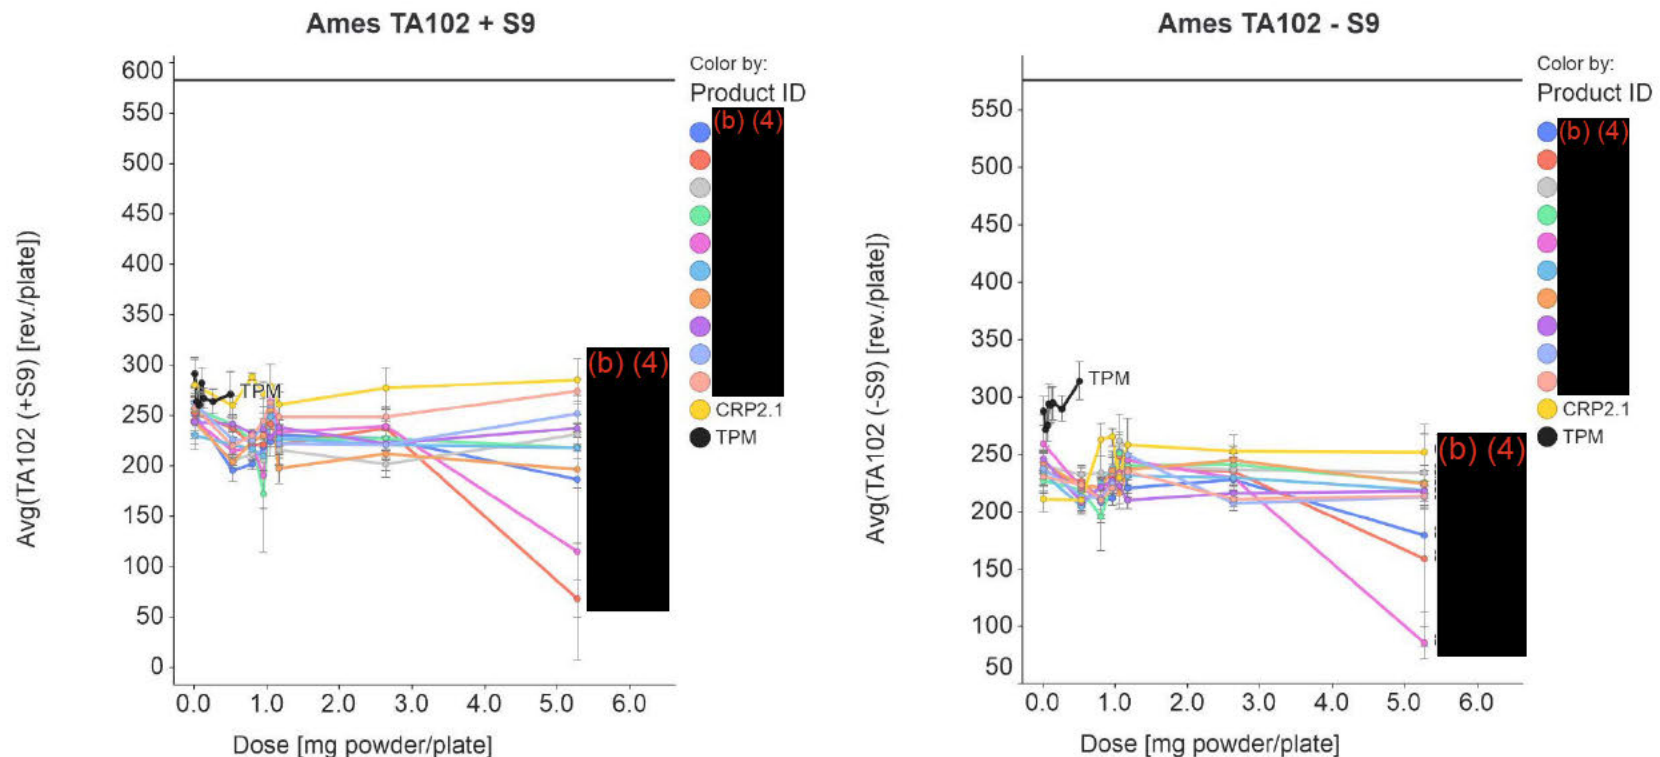 Ames TA102 + S9
Color by:
Product ID
(b) (4)
CRP2.1
TPM
600
550
500
450
400
350
300
250
200
150
100
50
0
Avg(TA102 (+S9) [rev./plate])
TPM
(b) (4)
0.0 1.0 2.0 3.0 4.0 5.0 6.0
Dose [mg powder/plate]
Ames TA102 - S9
Color by:
Product ID
(b) (4)
CRP2.1
TPM
550
500
450
400
350
300
250
200
150
100
50
Avg(TA102 (-S9) [rev./plate])
TPM
(b) (4)
0.0 1.0 2.0 3.0 4.0 5.0 6.0
Dose [mg powder/plate]